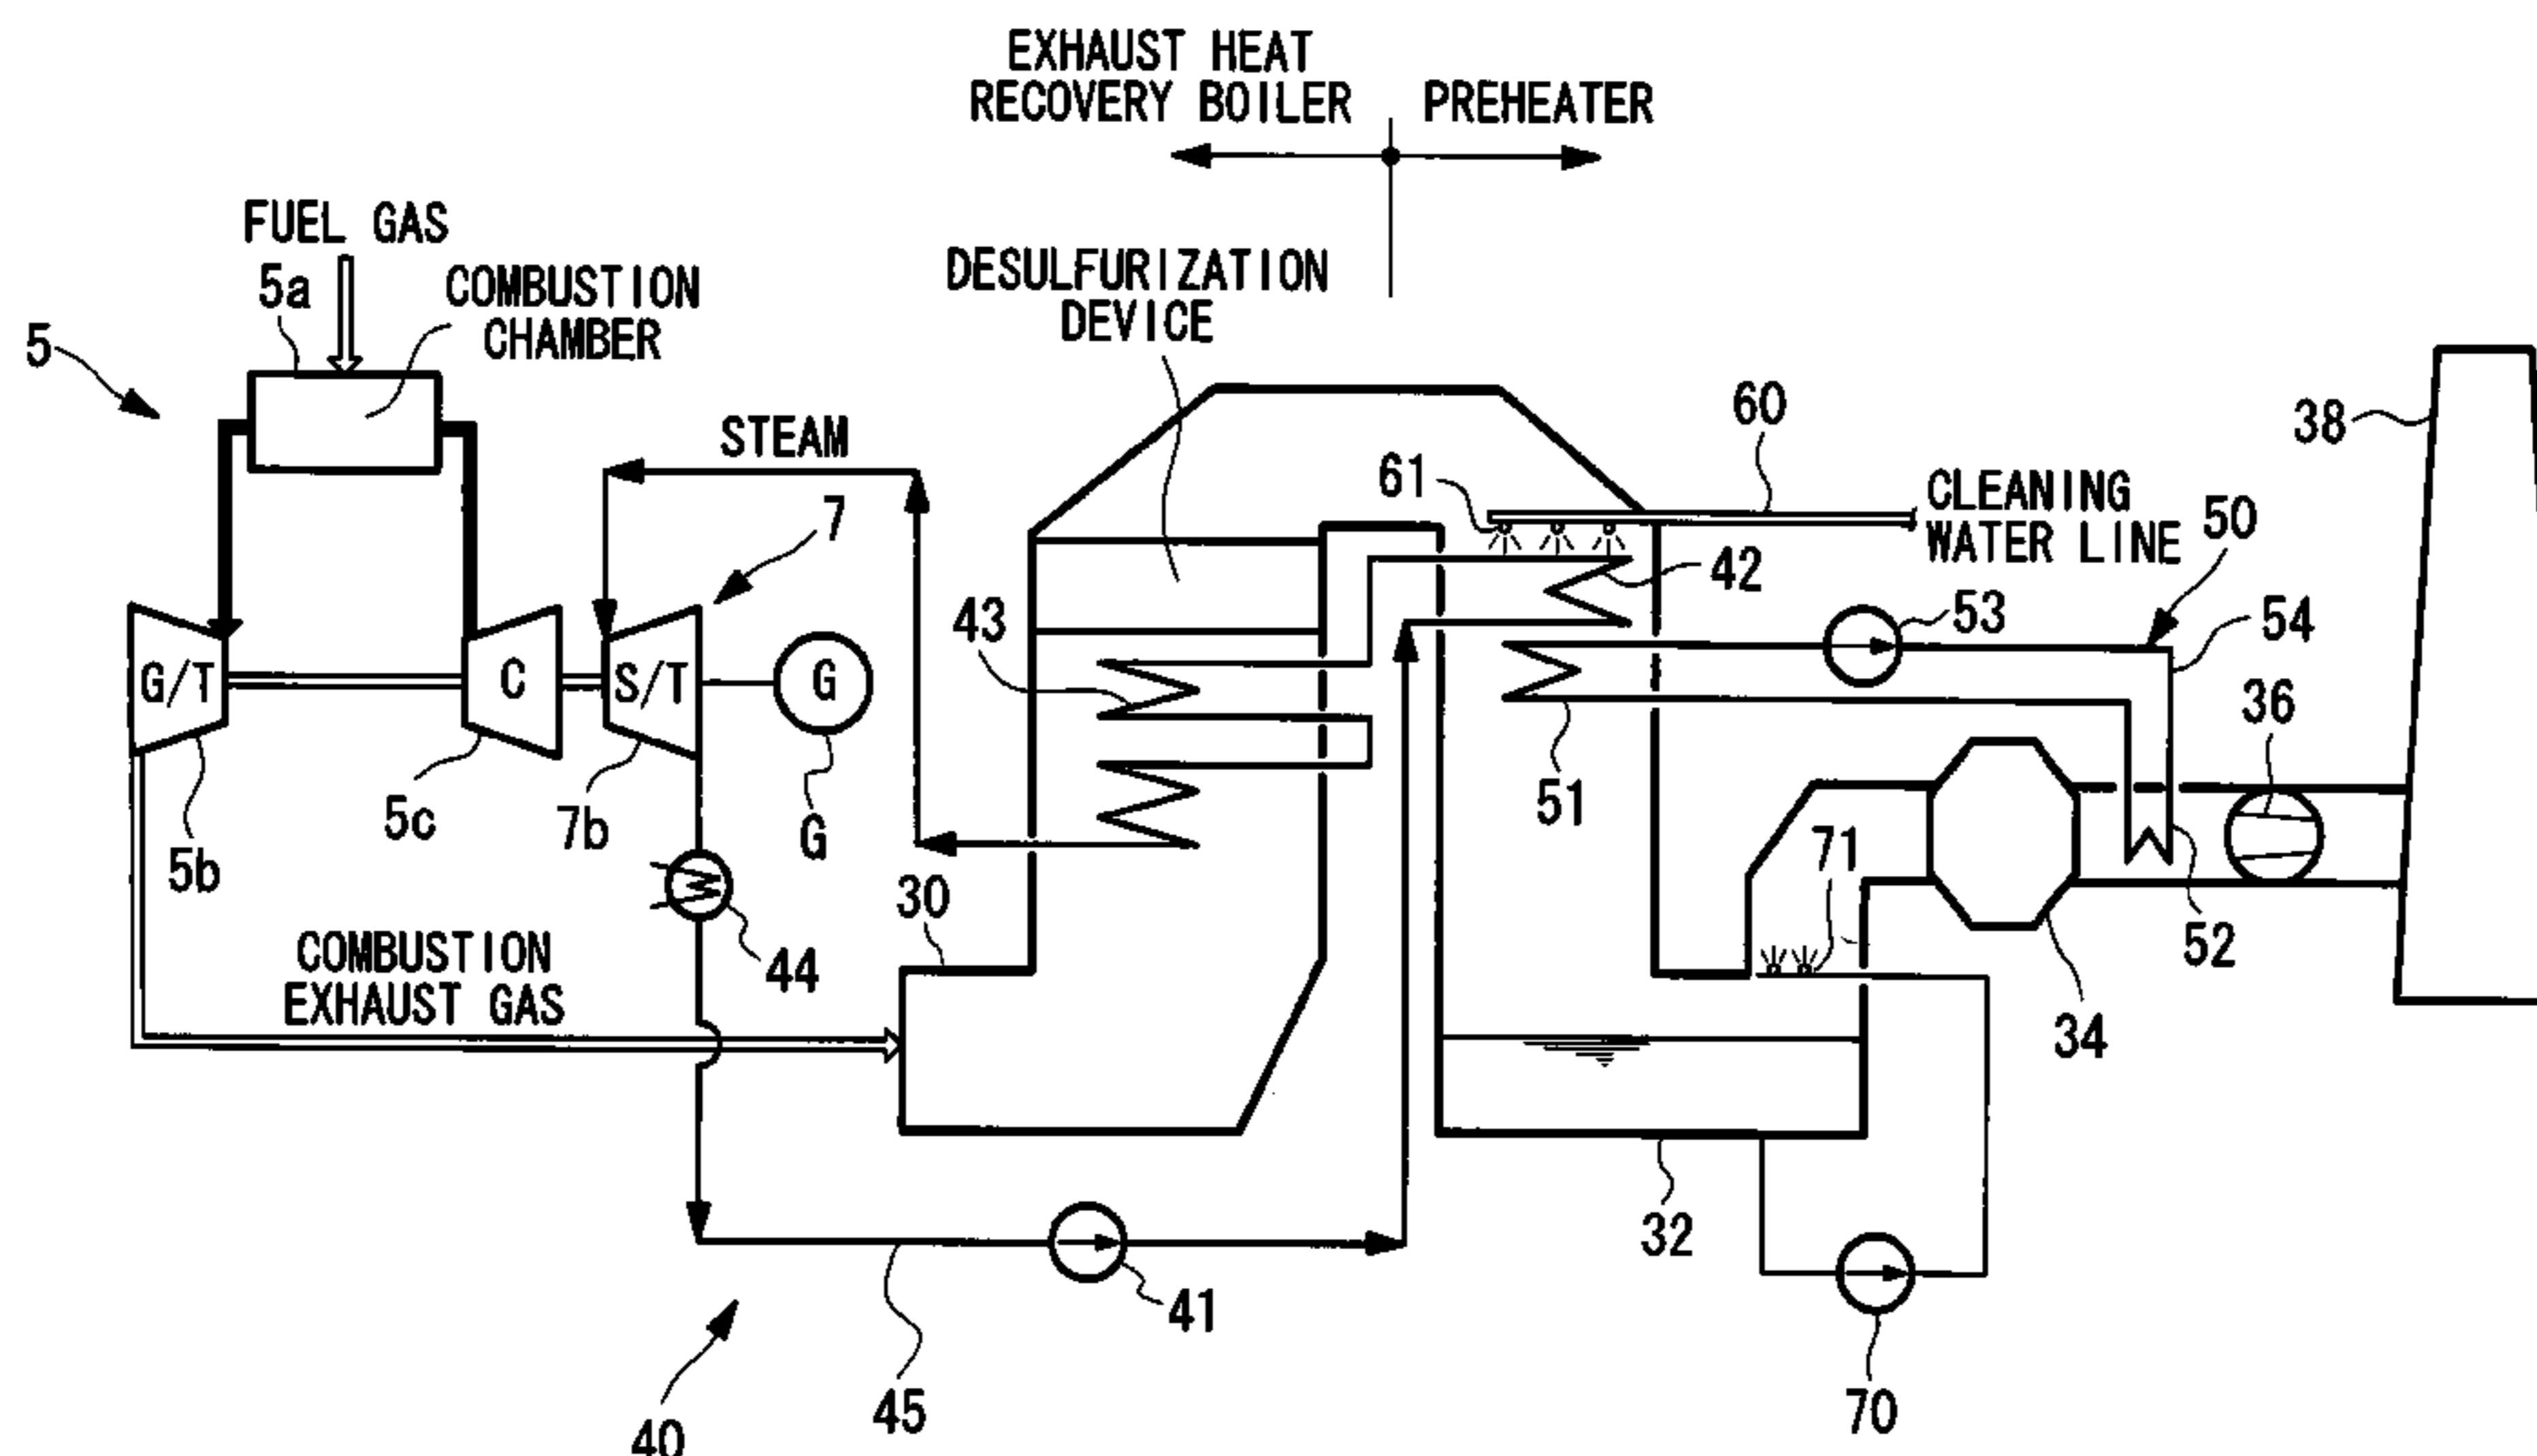 EXHAUST HEAT
RECOVERY BOILER
PREHEATER
FUEL GAS
5a
COMBUSTION
CHAMBER
5
DESULFURIZATION
DEVICE
STEAM
7
60
38
61
CLEANING
WATER LINE
50
42
53
54
43
G/T
C
S/T
G
36
51
5c
7b
G
71
5b
30
44
52
COMBUSTION
EXHAUST GAS
34
32
41
45
70
40